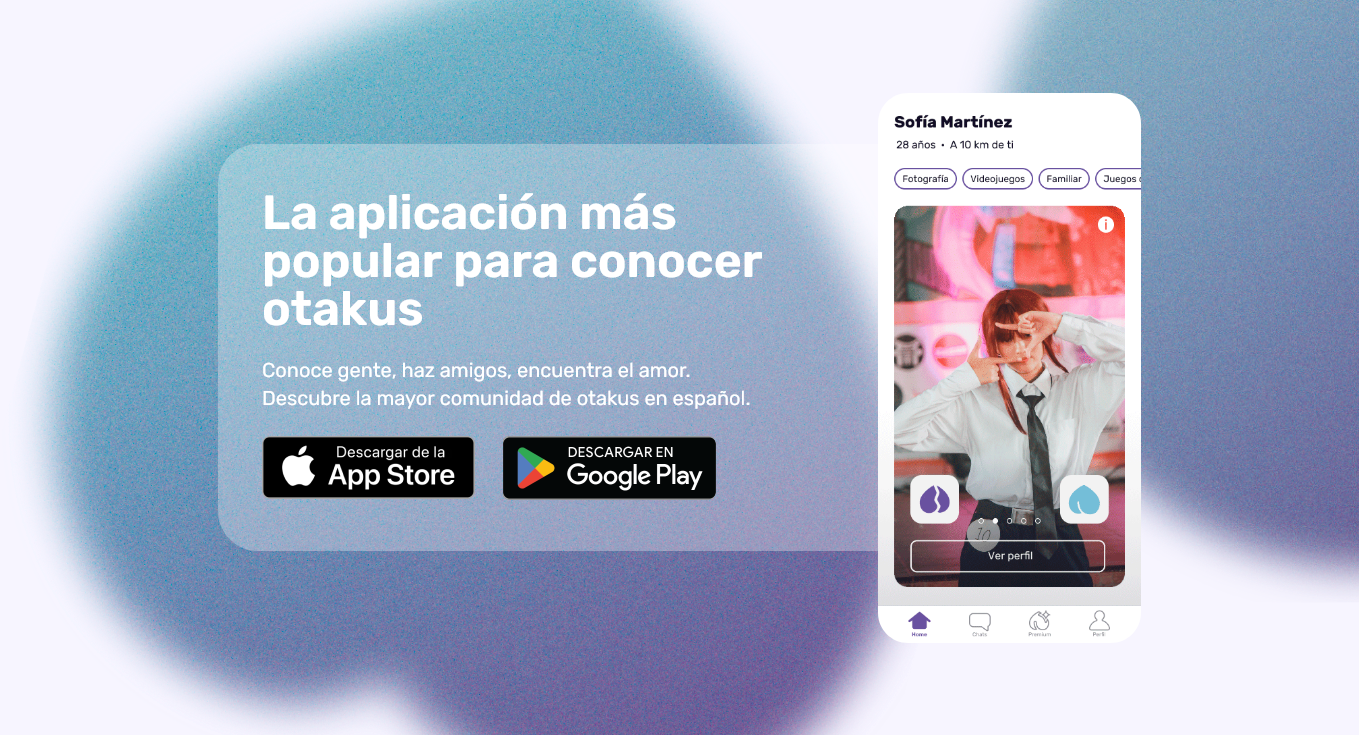 La aplicación más
popular para conocer
otakus
Conoce gente, haz amigos, encuentra el amor.
Descubre la mayor comunidad de otakus en español.
Descargar de la
App Store
DESCARGAR EN
Google Play
Sofía Martínez
28 años • A 10 km de ti
Fotografía
Videojuegos
Familiar
Juegos
10
Ver perfil
Home
Chats
Premium
Perfil